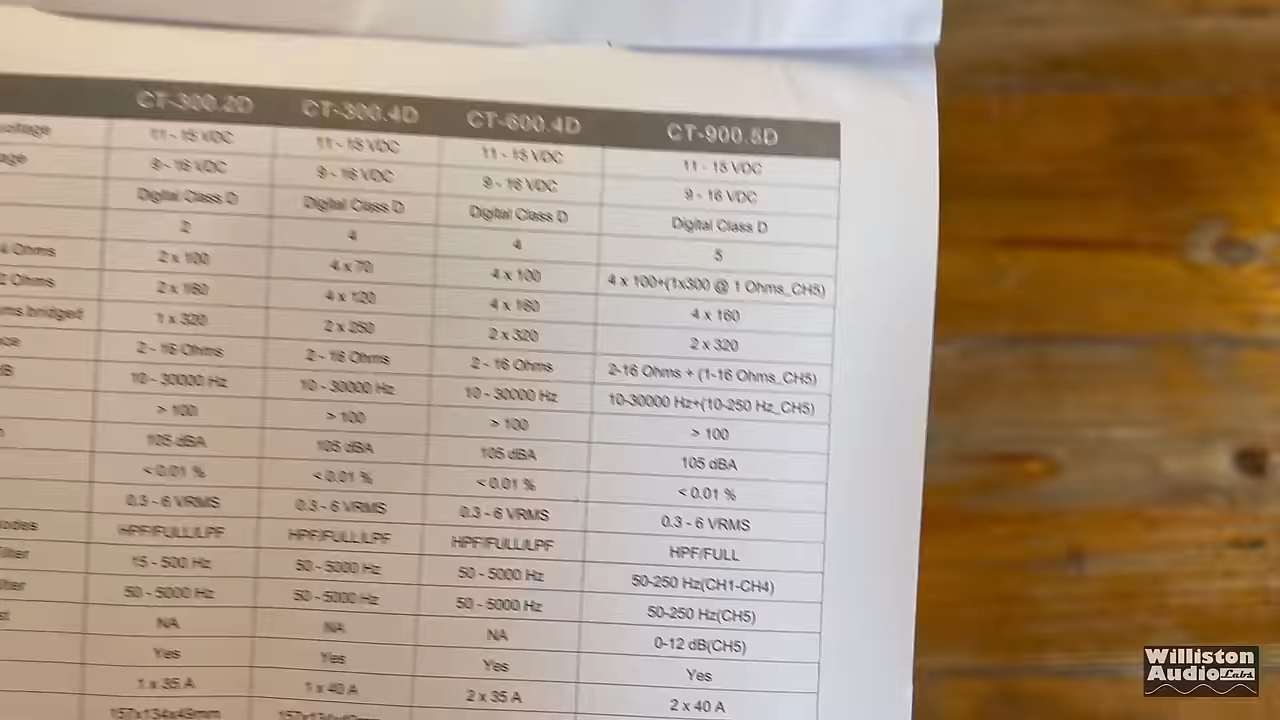 CT-300.2D CT-300.4D CT-600.4D CT-900.5D
11 - 15 VDC 11 - 15 VDC 11 - 15 VDC 11 - 15 VDC
9 - 16 VDC 9 - 16 VDC 9 - 16 VDC 9 - 16 VDC
Digital Class D Digital Class D Digital Class D Digital Class D
2 4 4 5
4 Ohms 2 x 100 4 x 70 4 x 100 4 x 100+(1x300 @ 1 Ohms_CH5)
2 Ohms 2 x 160 4 x 120 4 x 160 4 x 160
bridged 1 x 320 2 x 250 2 x 320 2 x 320
2 - 16 Ohms 2 - 16 Ohms 2 - 16 Ohms 2-16 Ohms + (1-16 Ohms_CH5)
10 - 30000 Hz 10 - 30000 Hz 10 - 30000 Hz 10-30000 Hz+(10-250 Hz_CH5)
> 100 > 100 > 100 > 100
105 dBA 105 dBA 105 dBA 105 dBA
< 0.01 % < 0.01 % < 0.01 % < 0.01 %
0.3 - 6 VRMS 0.3 - 6 VRMS 0.3 - 6 VRMS 0.3 - 6 VRMS
HPF/FULL/LPF HPF/FULL/LPF HPF/FULL/LPF HPF/FULL
15 - 500 Hz 50 - 5000 Hz 50 - 5000 Hz 50-250 Hz(CH1-CH4)
50 - 5000 Hz 50 - 5000 Hz 50 - 5000 Hz 50-250 Hz(CH5)
NA NA NA 0-12 dB(CH5)
Yes Yes Yes Yes
1 x 35 A 1 x 40 A 2 x 35 A 2 x 40 A
Williston
Audio Labs